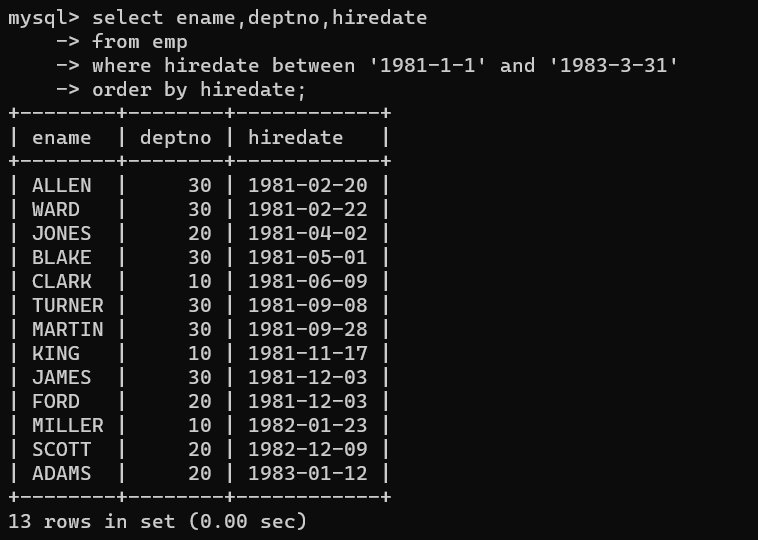 mysql> select ename,deptno,hiredate
    -> from emp
    -> where hiredate between '1981-1-1' and '1983-3-31'
    -> order by hiredate;
+--------+--------+------------+
| ename  | deptno | hiredate   |
+--------+--------+------------+
| ALLEN  |     30 | 1981-02-20 |
| WARD   |     30 | 1981-02-22 |
| JONES  |     20 | 1981-04-02 |
| BLAKE  |     30 | 1981-05-01 |
| CLARK  |     10 | 1981-06-09 |
| TURNER |     30 | 1981-09-08 |
| MARTIN |     30 | 1981-09-28 |
| KING   |     10 | 1981-11-17 |
| JAMES  |     30 | 1981-12-03 |
| FORD   |     20 | 1981-12-03 |
| MILLER |     10 | 1982-01-23 |
| SCOTT  |     20 | 1982-12-09 |
| ADAMS  |     20 | 1983-01-12 |
+--------+--------+------------+
13 rows in set (0.00 sec)